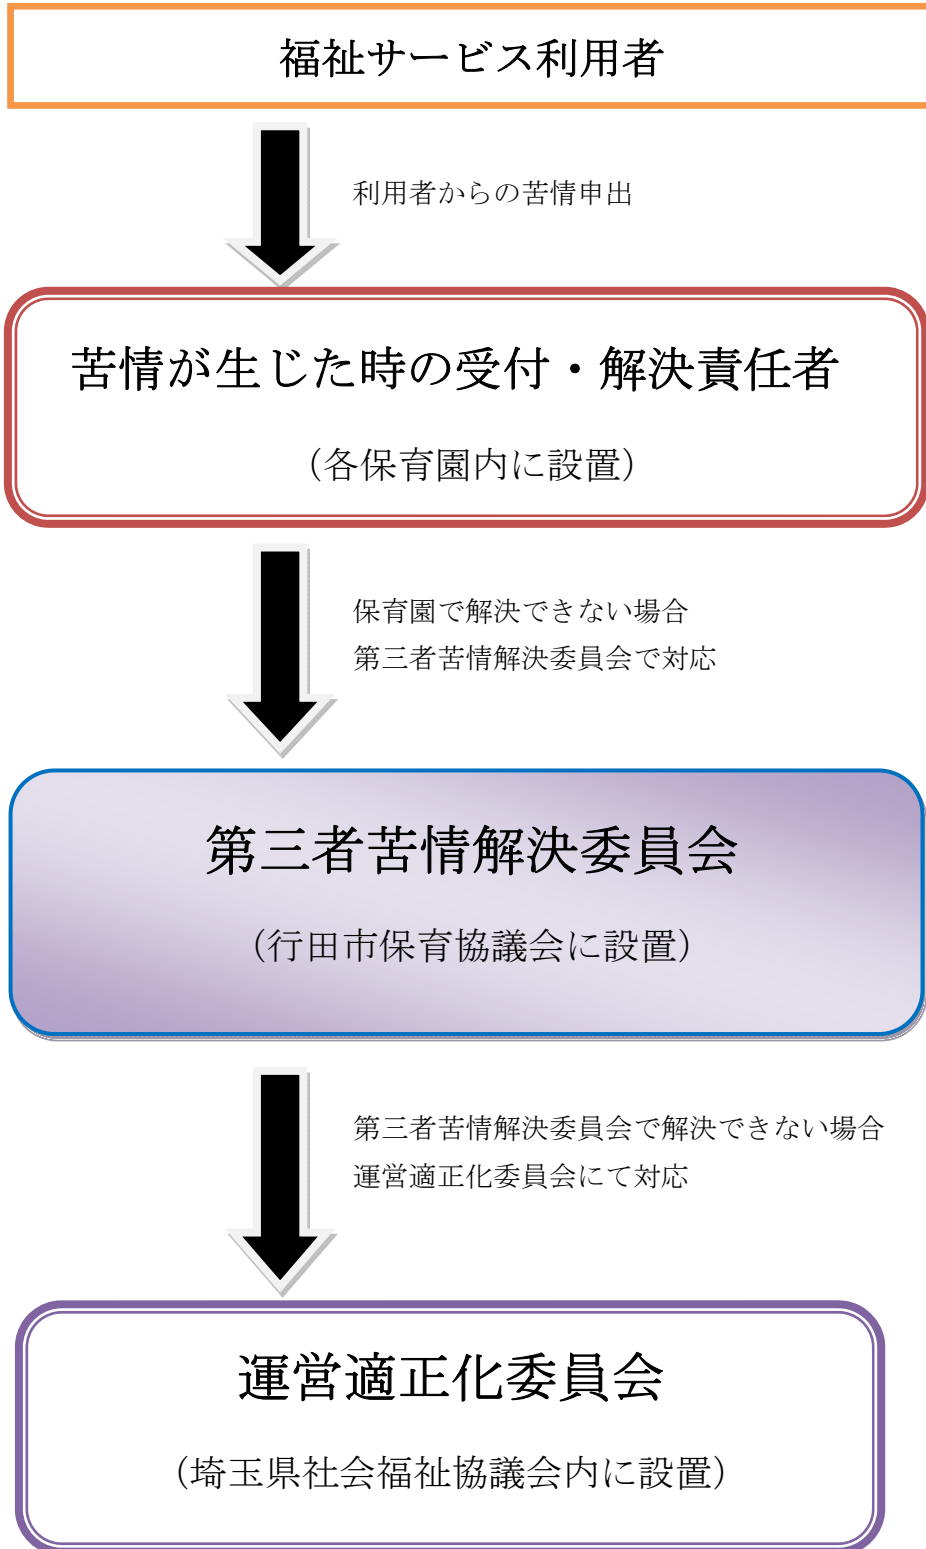 福祉サービス利用者
利用者からの苦情申出
苦情が生じた時の受付・解決責任者
（各保育園内に設置）
保育園で解決できない場合
第三者苦情解決委員会で対応
第三者苦情解決委員会
（行田市保育協議会に設置）
第三者苦情解決委員会で解決できない場合
運営適正化委員会にて対応
運営適正化委員会
（埼玉県社会福祉協議会内に設置）